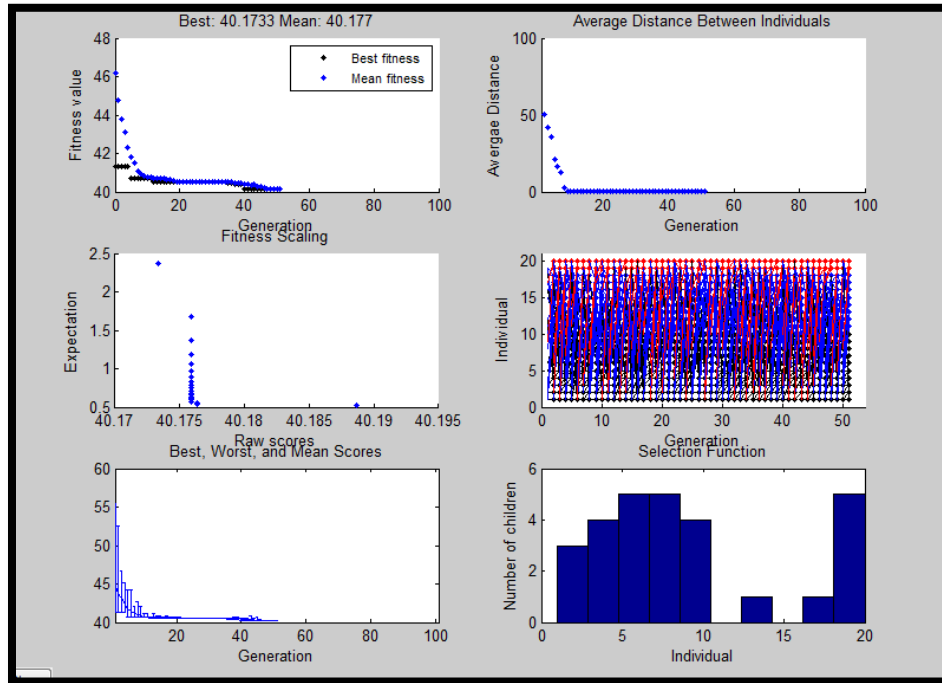 Best: 40.1733 Mean: 40.177
48
46
44
42
40
Fitness value
Best fitness
Mean fitness
0 20 40 60 80 100
Generation
Average Distance Between Individuals
100
50
0
Avergae Distance
20 40 60 80 100
Generation
Fitness Scaling
2.5
2
1.5
1
0.5
Expectation
40.17 40.175 40.18 40.185 40.19 40.195
Raw scores
20
15
10
5
0
Individual
10 20 30 40 50
Generation
Best, Worst, and Mean Scores
60
55
50
45
40
20 40 60 80 100
Generation
Selection Function
6
4
2
0
Number of children
0 5 10 15 20
Individual